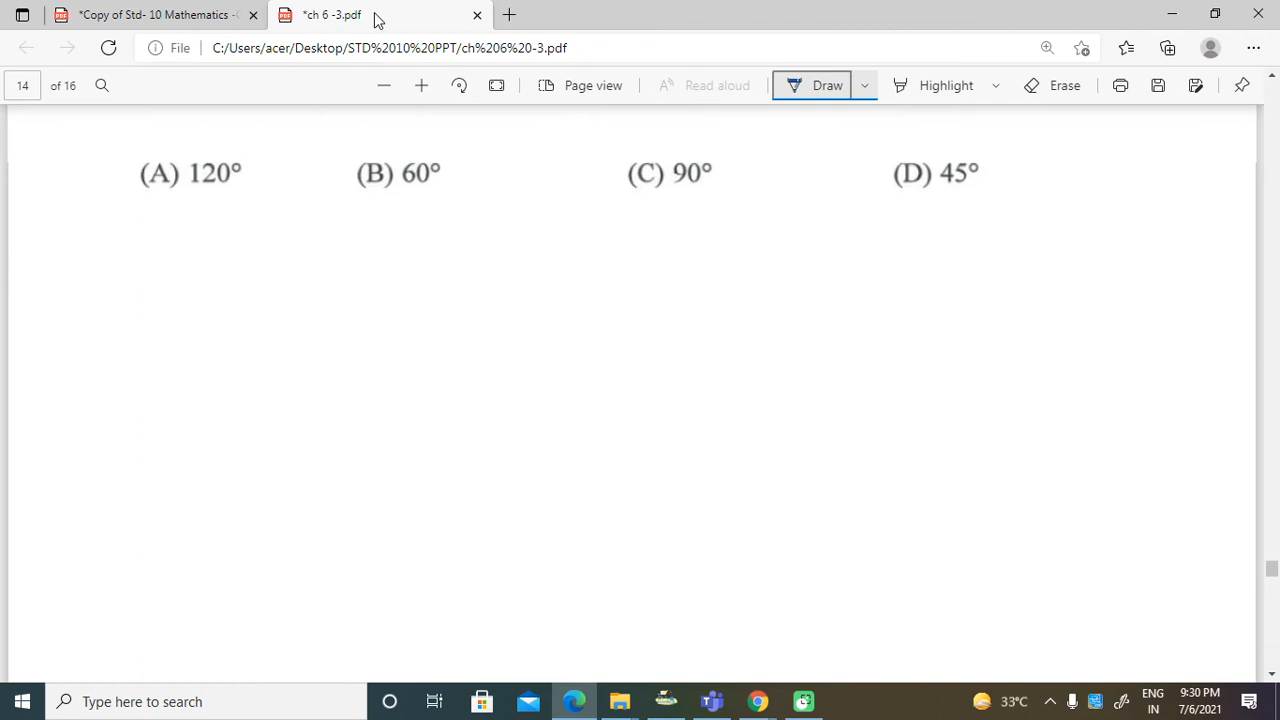 *Copy of Std- 10 Mathematics - *ch 6 -3.pdf
File C:/Users/acer/Desktop/STD%2010%20PPT/ch%206%20-3.pdf
14 of 16 Page view Read aloud Draw Highlight Erase
(A) 120° (B) 60° (C) 90° (D) 45°
Type here to search 33°C ENG 9:30 PM
IN 7/6/2021